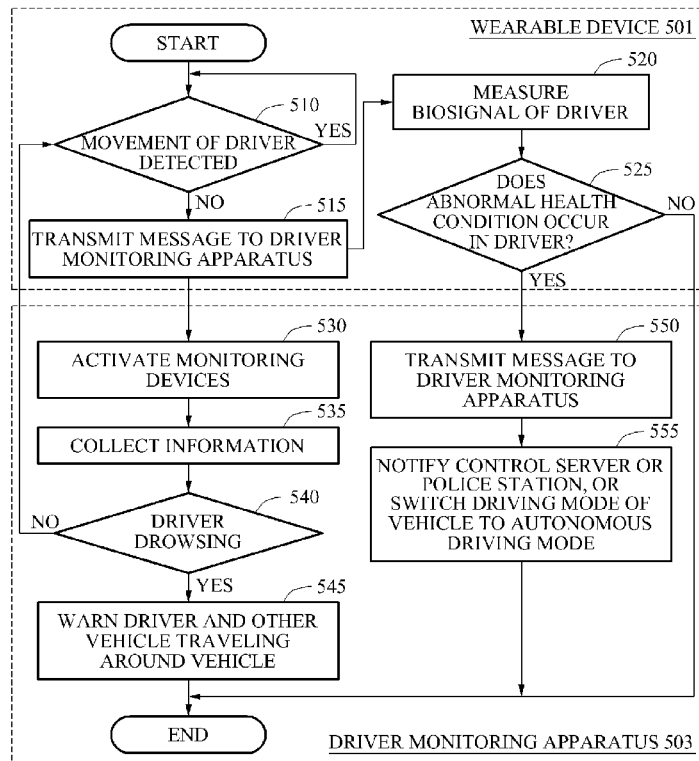 WEARABLE DEVICE 501
START
510
MOVEMENT OF DRIVER
DETECTED
YES
NO
515
TRANSMIT MESSAGE TO DRIVER
MONITORING APPARATUS
520
MEASURE
BIOSIGNAL OF DRIVER
525
DOES
ABNORMAL HEALTH
CONDITION OCCUR
IN DRIVER?
NO
YES
530
ACTIVATE MONITORING
DEVICES
535
COLLECT INFORMATION
540
DRIVER
DROWSING
NO
YES
545
WARN DRIVER AND OTHER
VEHICLE TRAVELING
AROUND VEHICLE
550
TRANSMIT MESSAGE TO
DRIVER MONITORING
APPARATUS
555
NOTIFY CONTROL SERVER OR
POLICE STATION, OR
SWITCH DRIVING MODE OF
VEHICLE TO AUTONOMOUS
DRIVING MODE
END
DRIVER MONITORING APPARATUS 503